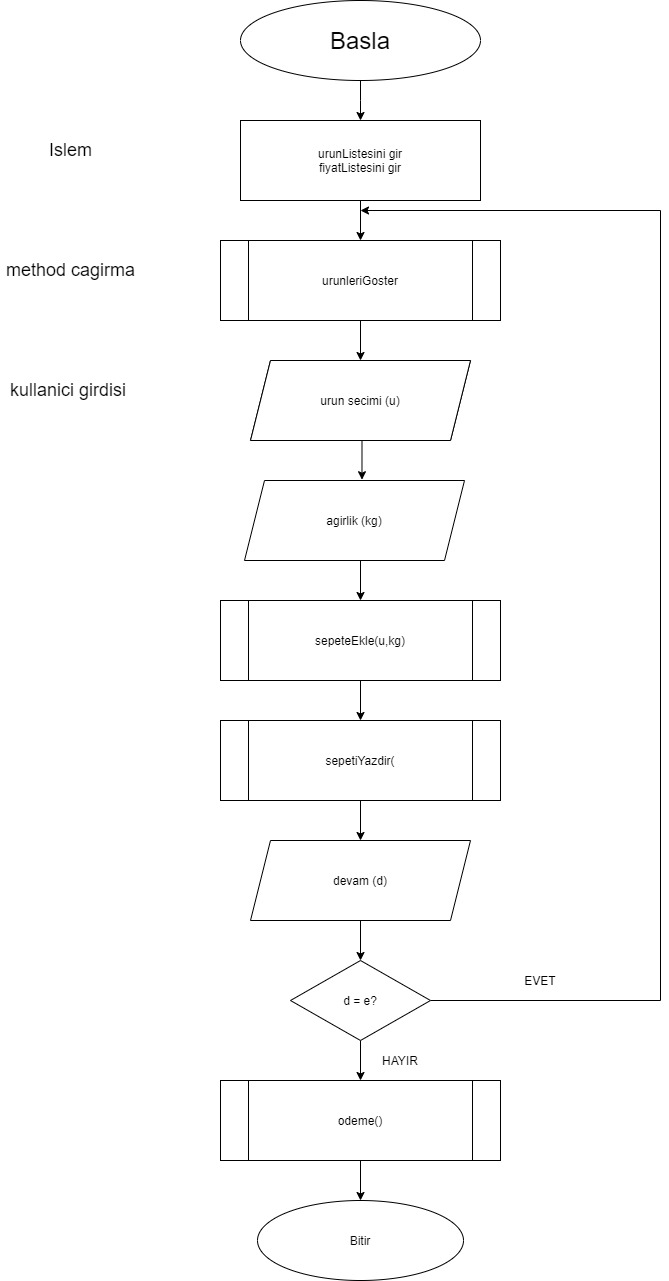 Basla
Islem
urunListesini gir
fiyatListesini gir
method cagirma
urunleriGoster
kullanici girdisi
urun secimi (u)
agirlik (kg)
sepeteEkle(u,kg)
sepetiYazdir(
devam (d)
d = e?
EVET
HAYIR
odeme()
Bitir